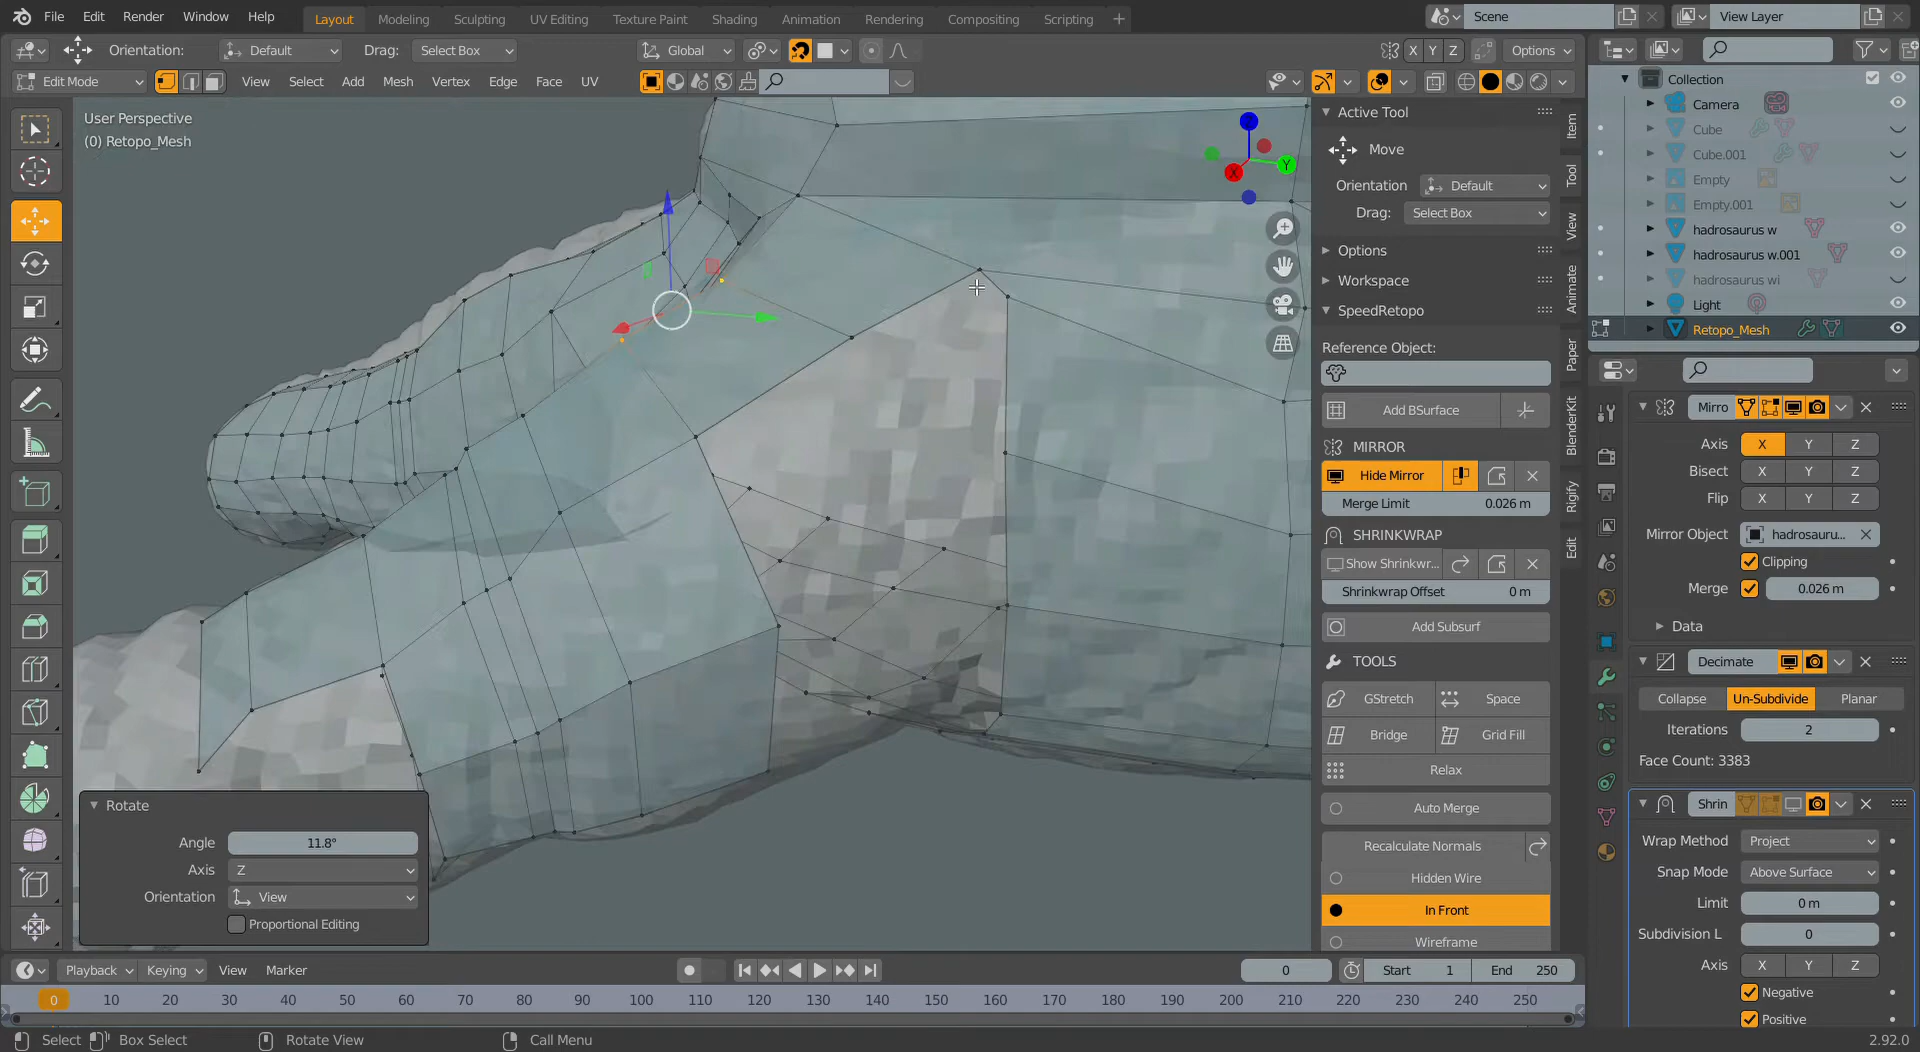 File Edit Render Window Help Layout Modeling Sculpting UV Editing Texture Paint Shading Animation Rendering Compositing Scripting + Scene View Layer
Orientation: Default Drag: Select Box Global X Y Z Options
Edit Mode View Select Add Mesh Vertex Edge Face UV
User Perspective
(0) Retopo_Mesh
Z
Y
X
Active Tool
Move
Orientation Default
Drag: Select Box
Options
Workspace
SpeedRetopo
Reference Object:
Add BSurface
MIRROR
Hide Mirror
Merge Limit 0.026 m
SHRINKWRAP
Show Shrinkwr...
Shrinkwrap Offset 0 m
Add Subsurf
TOOLS
GStretch Space
Bridge Grid Fill
Relax
Auto Merge
Recalculate Normals
Hidden Wire
In Front
Wireframe
Item
Tool
View
Animate
Paper
BlenderKit
Rigify
Edit
Collection
Camera
Cube
Cube.001
Empty
Empty.001
hadrosaurus w
hadrosaurus w.001
hadrosaurus wi
Light
Retopo_Mesh
Mirro
Axis X Y Z
Bisect X Y Z
Flip X Y Z
Mirror Object hadrosauru...
Clipping
Merge 0.026 m
Data
Decimate
Collapse Un-Subdivide Planar
Iterations 2
Face Count: 3383
Shrin
Wrap Method Project
Snap Mode Above Surface
Limit 0 m
Subdivision L 0
Axis X Y Z
Negative
Positive
Rotate
Angle 11.8°
Axis Z
Orientation View
Proportional Editing
Playback Keying View Marker 0 Start 1 End 250
0 10 20 30 40 50 60 70 80 90 100 110 120 130 140 150 160 170 180 190 200 210 220 230 240 250
Select Box Select Rotate View Call Menu 2.92.0